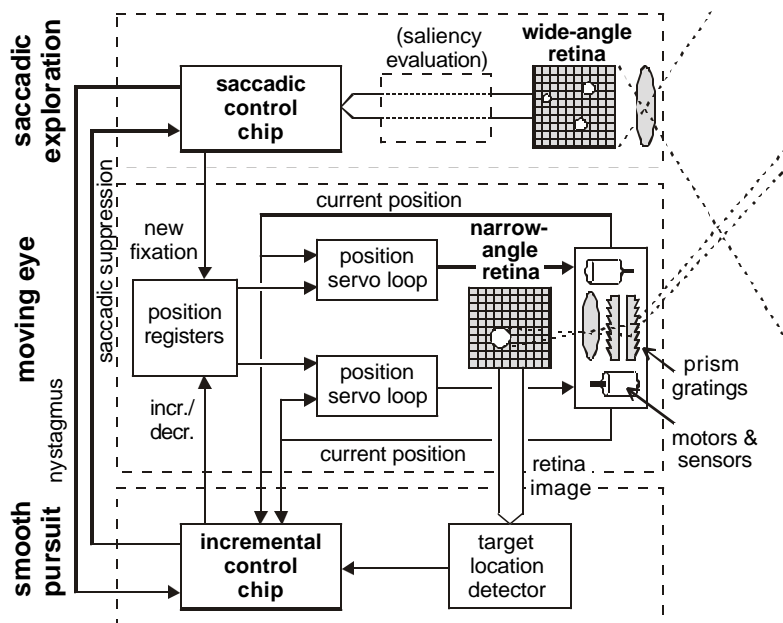 saccadic
exploration
(saliency
evaluation)
wide-angle
retina
saccadic
control
chip
current position
new
fixation
narrow-
angle
retina
position
servo loop
saccadic suppression
moving eye
position
registers
position
servo loop
prism
gratings
incr./
decr.
motors &
sensors
current position
nystagmus
retina
image
smooth
pursuit
incremental
control
chip
target
location
detector